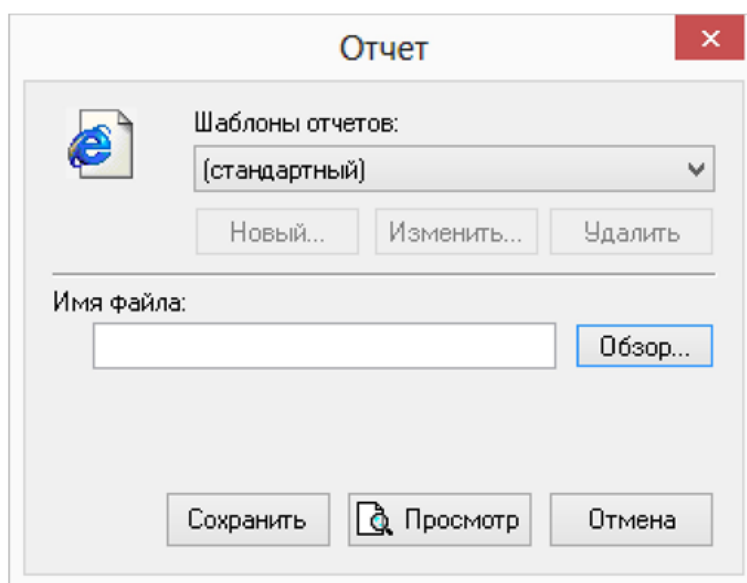 Отчет
Шаблоны отчетов:
(стандартный)
Новый... Изменить... Удалить
Имя файла:
Обзор...
Сохранить Просмотр Отмена